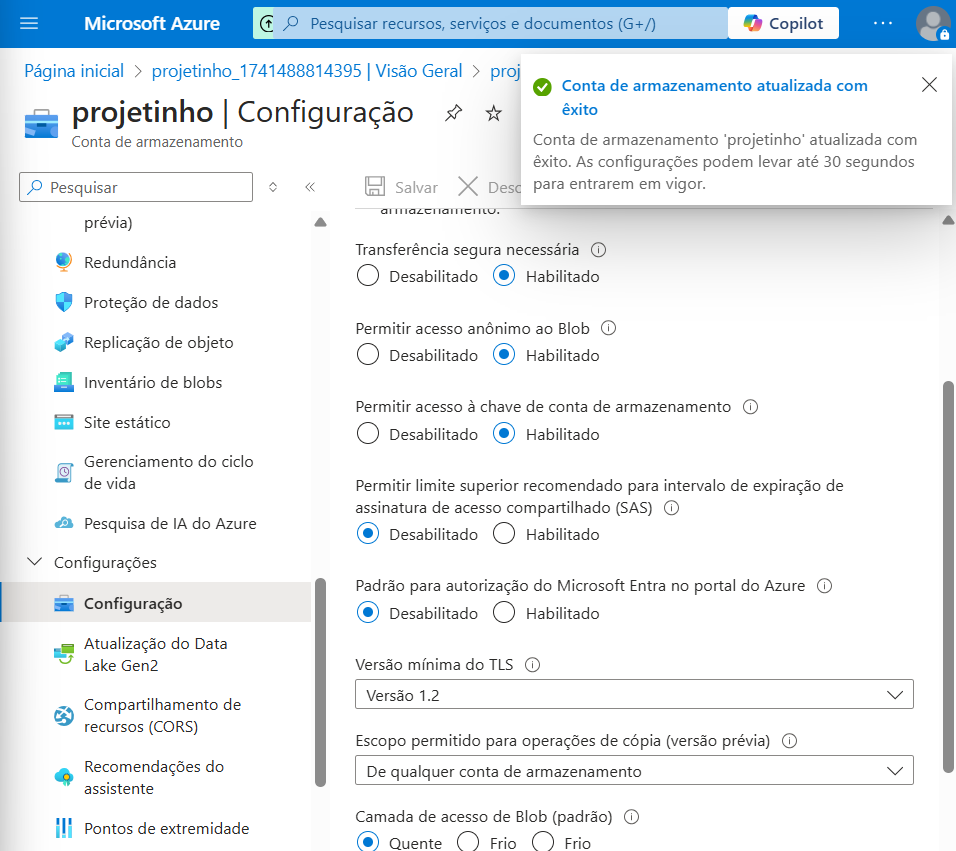 Microsoft Azure
Pesquisar recursos, serviços e documentos (G+/)
Copilot
Página inicial > projetinho_1741488814395 | Visão Geral > proj
projetinho | Configuração
Conta de armazenamento
Conta de armazenamento atualizada com
êxito
Conta de armazenamento 'projetinho' atualizada com
êxito. As configurações podem levar até 30 segundos
para entrarem em vigor.
Pesquisar
prévia)
Redundância
Proteção de dados
Replicação de objeto
Inventário de blobs
Site estático
Gerenciamento do ciclo
de vida
Pesquisa de IA do Azure
Configurações
Configuração
Atualização do Data
Lake Gen2
Compartilhamento de
recursos (CORS)
Recomendações do
assistente
Pontos de extremidade
Salvar Desc
armazenamento.
Transferência segura necessária
Desabilitado Habilitado
Permitir acesso anônimo ao Blob
Desabilitado Habilitado
Permitir acesso à chave de conta de armazenamento
Desabilitado Habilitado
Permitir limite superior recomendado para intervalo de expiração de
assinatura de acesso compartilhado (SAS)
Desabilitado Habilitado
Padrão para autorização do Microsoft Entra no portal do Azure
Desabilitado Habilitado
Versão mínima do TLS
Versão 1.2
Escopo permitido para operações de cópia (versão prévia)
De qualquer conta de armazenamento
Camada de acesso de Blob (padrão)
Quente Frio Frio